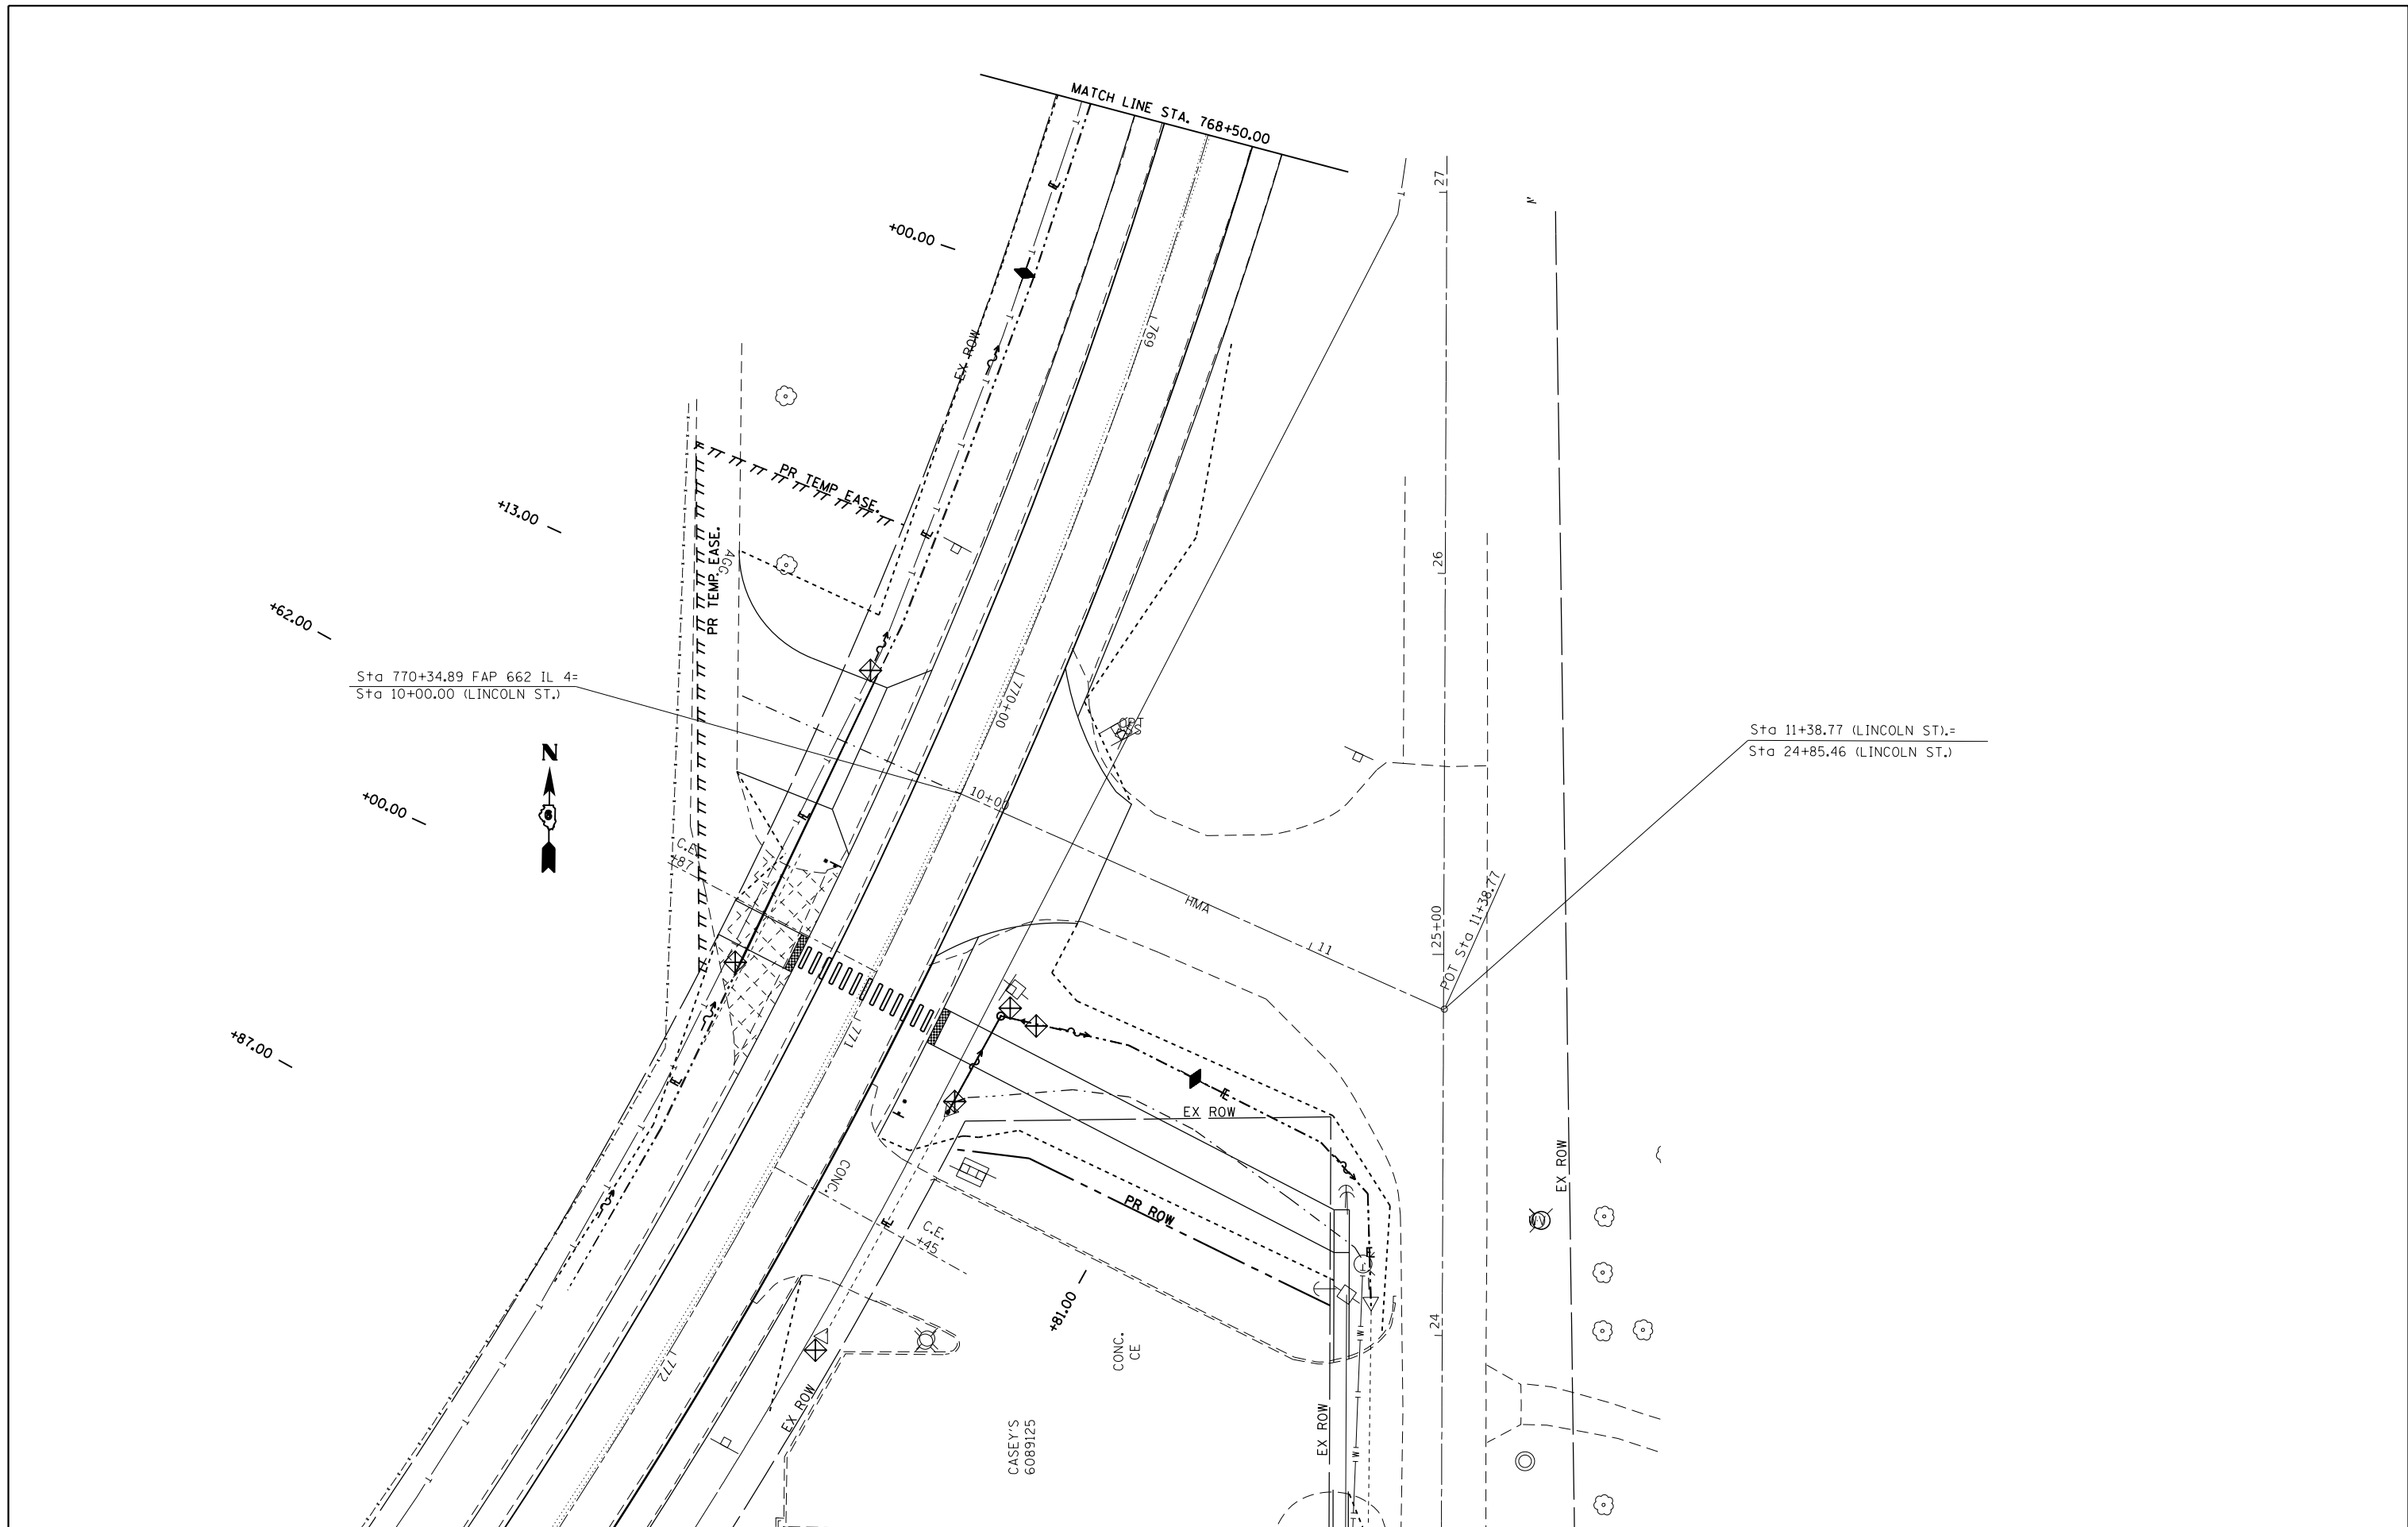 MATCH LINE STA. 768+50.00
27
+00.00
769
EX ROW
PR TEMP EASE.
+13.00
26
PR TEMP EASE.
AGG
+62.00
Sta 770+34.89 FAP 662 IL 4=
Sta 10+00.00 (LINCOLN ST.)
770+00
Sta 11+38.77 (LINCOLN ST).=
Sta 24+85.46 (LINCOLN ST.)
N
6
+00.00
10+00
C.E.
+87
HMA
11
25+00
POT Sta 11+38.77
+87.00
771
EX ROW
EX ROW
CONC.
PR ROW
C.E.
+45
+81.00
24
CONC.
CE
772
EX ROW
EX ROW
CASEY'S
6089125